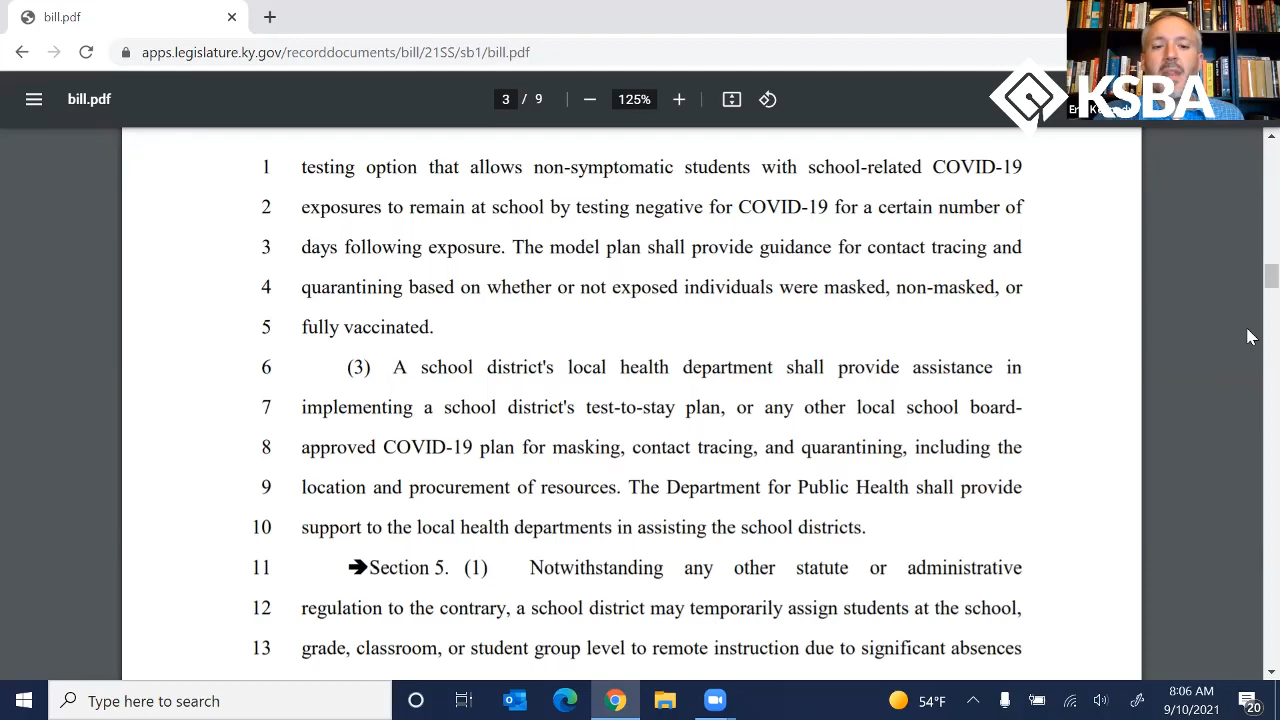 bill.pdf
apps.legislature.ky.gov/recorddocuments/bill/21SS/sb1/bill.pdf
bill.pdf
3 / 9
125%
KSBA
1 testing option that allows non-symptomatic students with school-related COVID-19
2 exposures to remain at school by testing negative for COVID-19 for a certain number of
3 days following exposure. The model plan shall provide guidance for contact tracing and
4 quarantining based on whether or not exposed individuals were masked, non-masked, or
5 fully vaccinated.
6 (3) A school district's local health department shall provide assistance in
7 implementing a school district's test-to-stay plan, or any other local school board-
8 approved COVID-19 plan for masking, contact tracing, and quarantining, including the
9 location and procurement of resources. The Department for Public Health shall provide
10 support to the local health departments in assisting the school districts.
11 ➔Section 5. (1) Notwithstanding any other statute or administrative
12 regulation to the contrary, a school district may temporarily assign students at the school,
13 grade, classroom, or student group level to remote instruction due to significant absences
Type here to search
54°F
8:06 AM
9/10/2021
20